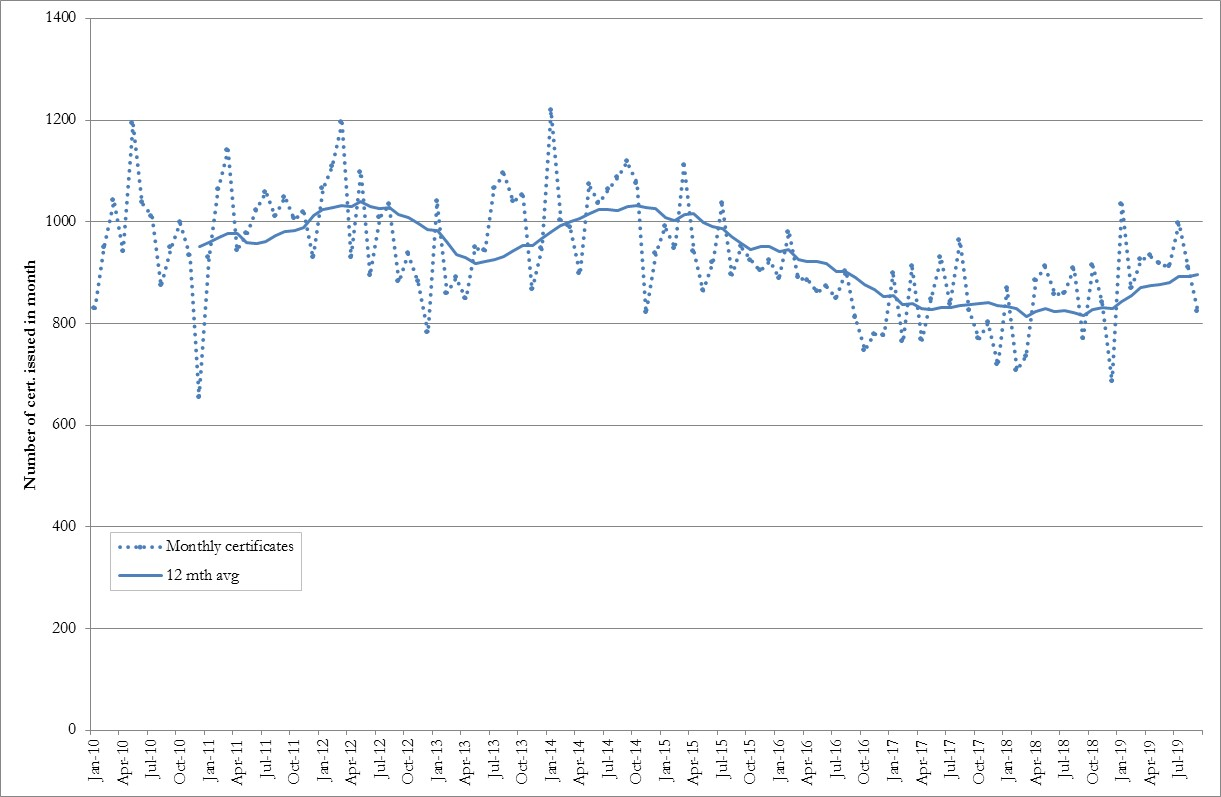 1400
1200
1000
800
600
400
200
0
Number of cert. issued in month
Monthly certificates
12 mth avg
Jan-10
Apr-10
Jul-10
Oct-10
Jan-11
Apr-11
Jul-11
Oct-11
Jan-12
Apr-12
Jul-12
Oct-12
Jan-13
Apr-13
Jul-13
Oct-13
Jan-14
Apr-14
Jul-14
Oct-14
Jan-15
Apr-15
Jul-15
Oct-15
Jan-16
Apr-16
Jul-16
Oct-16
Jan-17
Apr-17
Jul-17
Oct-17
Jan-18
Apr-18
Jul-18
Oct-18
Jan-19
Apr-19
Jul-19